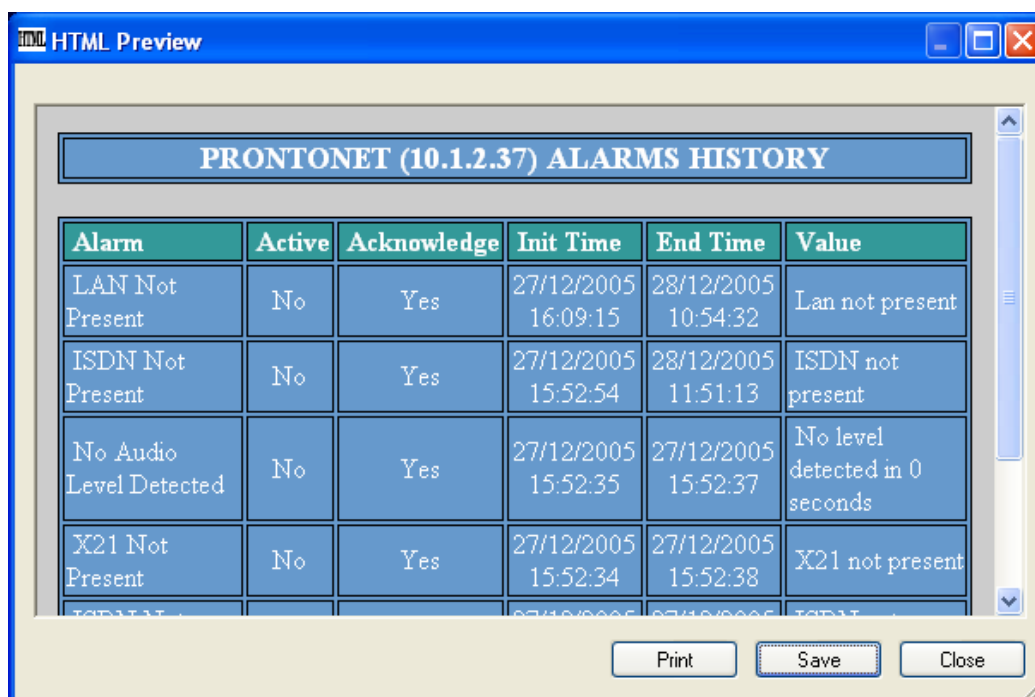 HTML HTML Preview
PRONTONET (10.1.2.37) ALARMS HISTORY
Alarm Active Acknowledge Init Time End Time Value
LAN Not Present No Yes 27/12/2005 16:09:15 28/12/2005 10:54:32 Lan not present
ISDN Not Present No Yes 27/12/2005 15:52:54 28/12/2005 11:51:13 ISDN not present
No Audio Level Detected No Yes 27/12/2005 15:52:35 27/12/2005 15:52:37 No level detected in 0 seconds
X21 Not Present No Yes 27/12/2005 15:52:34 27/12/2005 15:52:38 X21 not present
Print Save Close